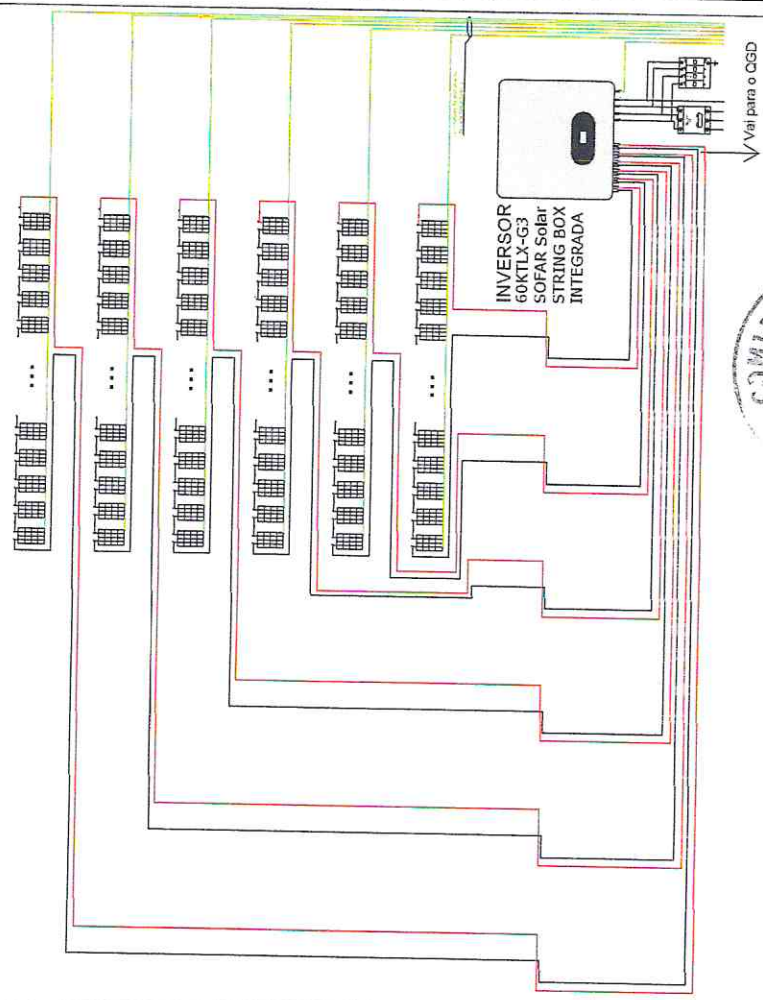 INVERSOR
60KTLX-G3
SOFAR Solar
STRING BOX
INTEGRADA
Vai para o QGD